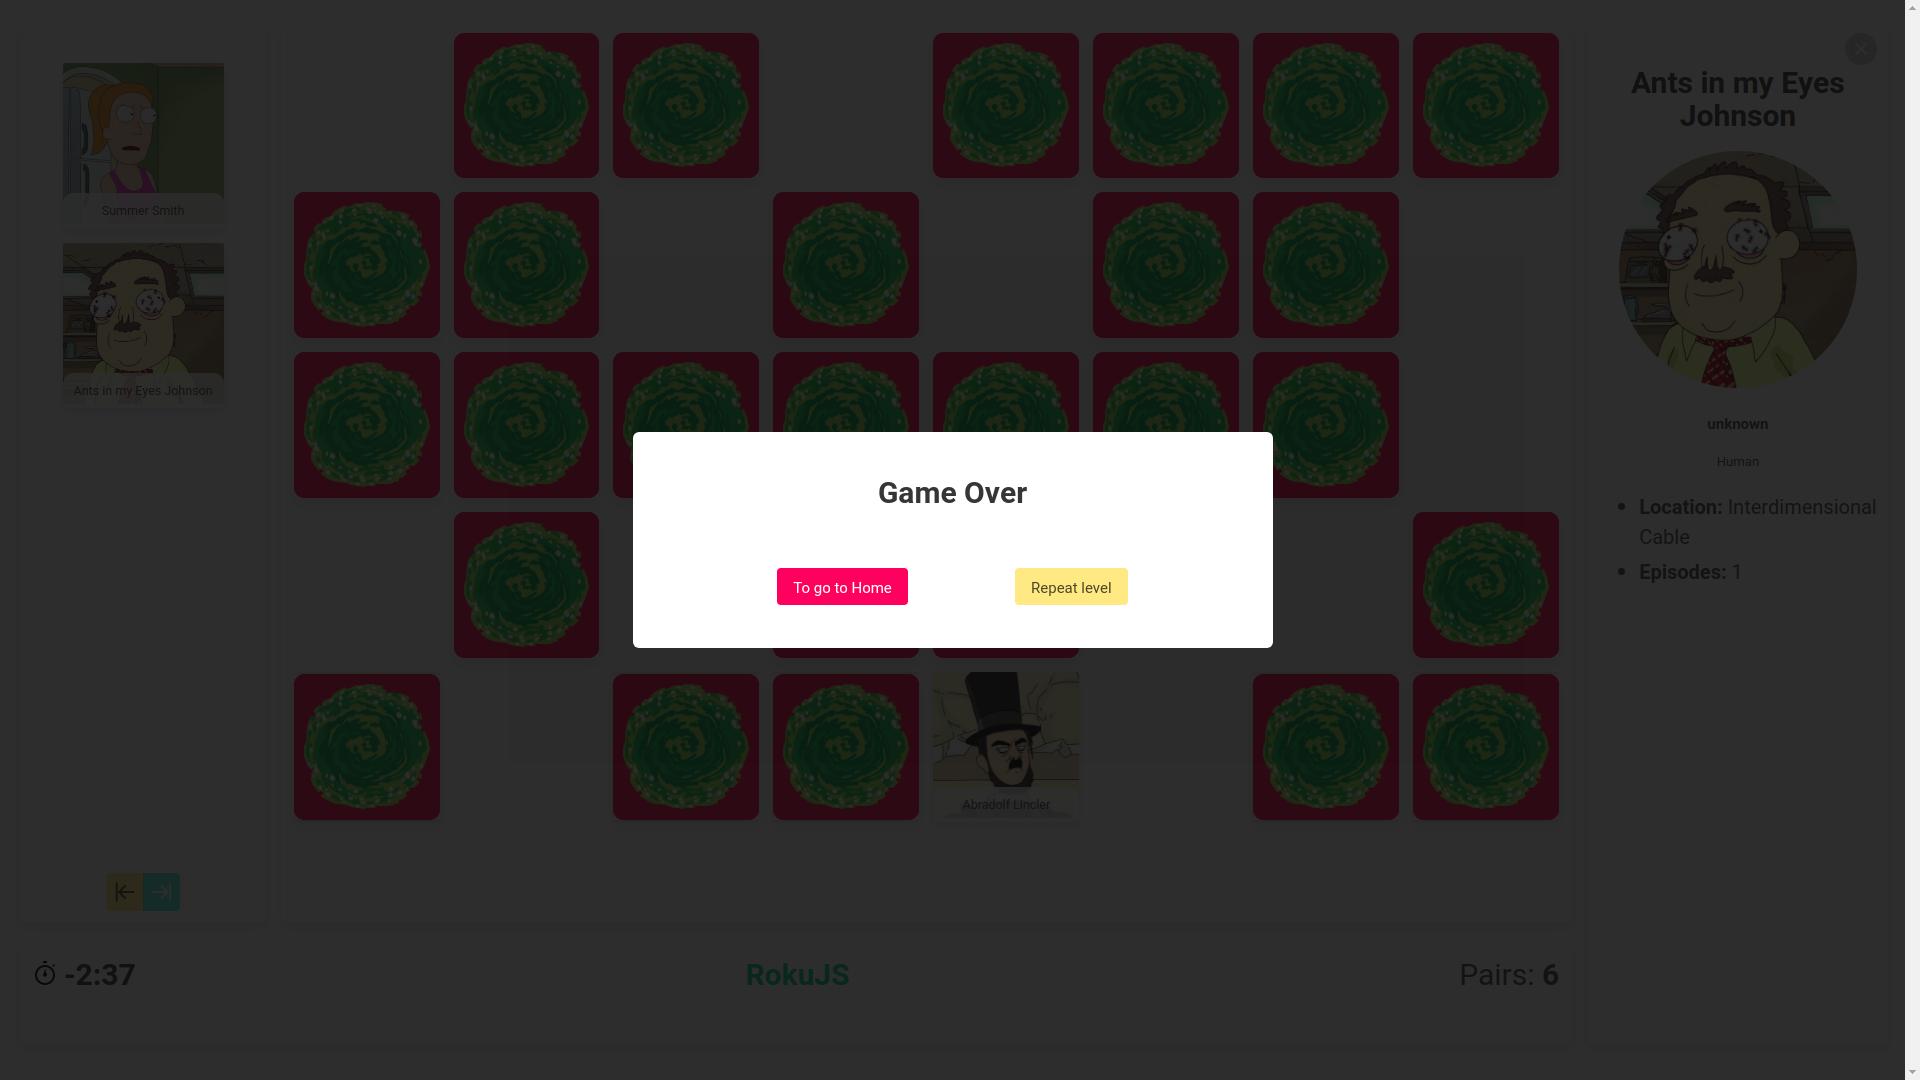 Summer Smith
Ants in my Eyes Johnson
Abradolf Lincler
Game Over
To go to Home
Repeat level
Ants in my Eyes
Johnson
unknown
Human
Location: Interdimensional
Cable
Episodes: 1
-2:37
RokuJS
Pairs: 6